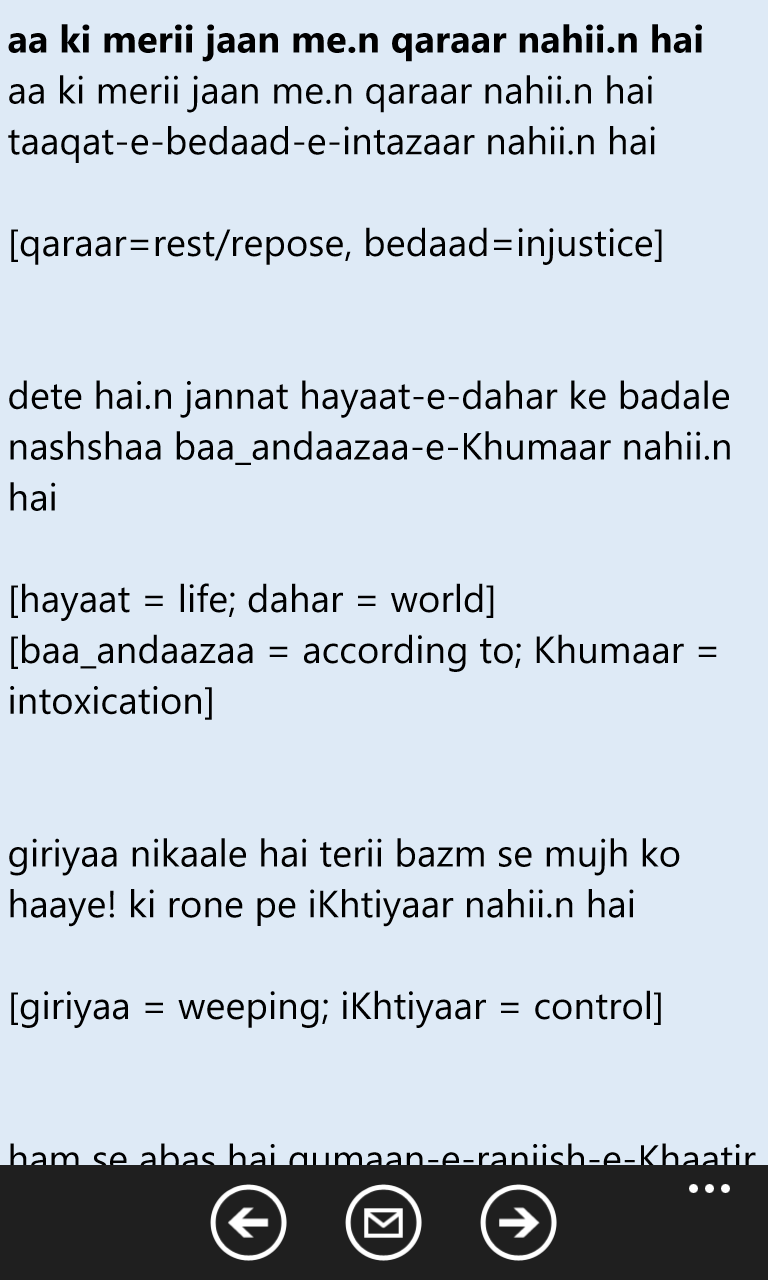 aa ki merii jaan me.n qaraar nahii.n hai
aa ki merii jaan me.n qaraar nahii.n hai
taaqat-e-bedaad-e-intazaar nahii.n hai
[qaraar=rest/repose, bedaad=injustice]
dete hai.n jannat hayaat-e-dahar ke badale
nashshaa baa_andaazaa-e-Khumaar nahii.n
hai
[hayaat = life; dahar = world]
[baa_andaazaa = according to; Khumaar =
intoxication]
giriyaa nikaale hai terii bazm se mujh ko
haaye! ki rone pe iKhtiyaar nahii.n hai
[giriyaa = weeping; iKhtiyaar = control]
ham se abas hai gumaan-e-ranjish-e-Khaatir